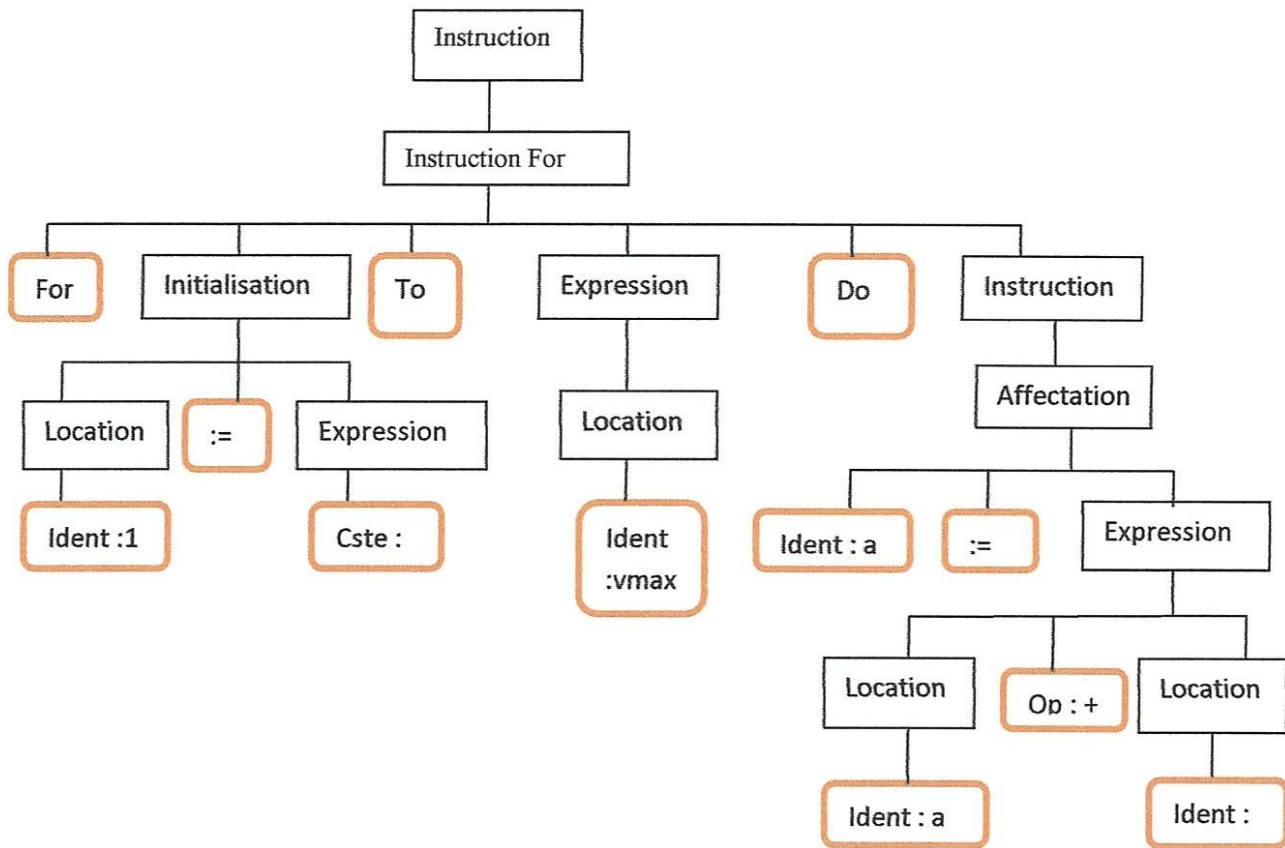 Instruction
Instruction For
For
Initialisation
To
Expression
Do
Instruction
Location
:=
Expression
Location
Affectation
Ident :1
Cste :
Ident
:vmax
Ident : a
:=
Expression
Location
Op : +
Location
Ident : a
Ident :